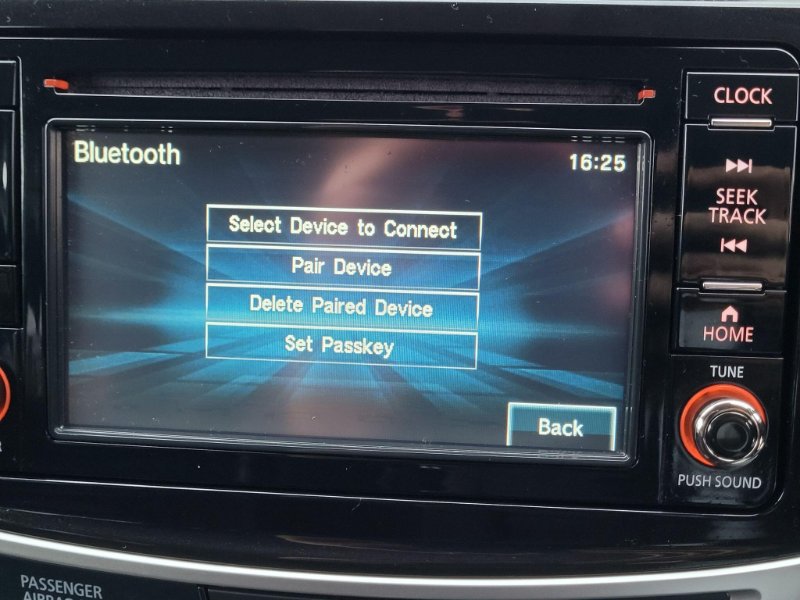 Bluetooth
16:25
Select Device to Connect
Pair Device
Delete Paired Device
Set Passkey
Back
CLOCK
SEEK
TRACK
HOME
TUNE
PUSH SOUND
PASSENGER